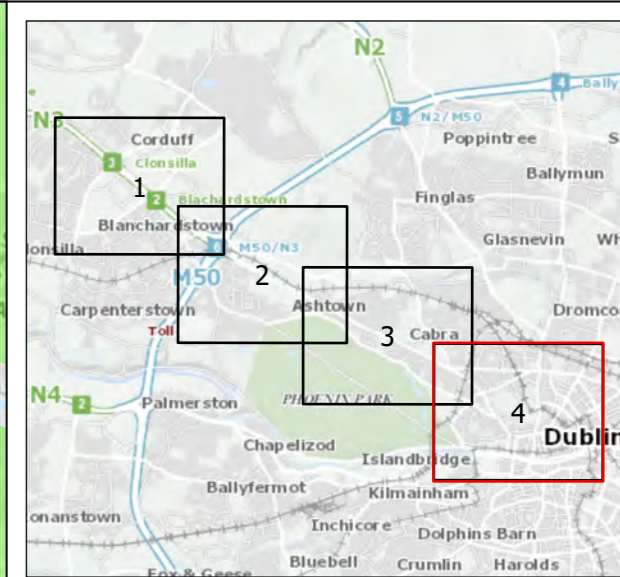 N2
4
Bally
5
N2/M50
N3
Corduff
Poppintree
S
3
Clonsilla
Ballymun
1
2
Blachardstown
Finglas
Blanchardstown
Glasnevin
Wh
lonsilla
6
M50/N3
M50
2
Carpenterstown
Ashtown
Dromco
Toll
3
Cabra
N4
2
Palmerston
PHOENIX PARK
4
Dublin
Chapelizod
Islandbridge
Ballyfermot
Kilmainham
onanstown
Inchicore
Dolphins Barn
Bluebell
Crumlin
Harolds
Fox & Geese